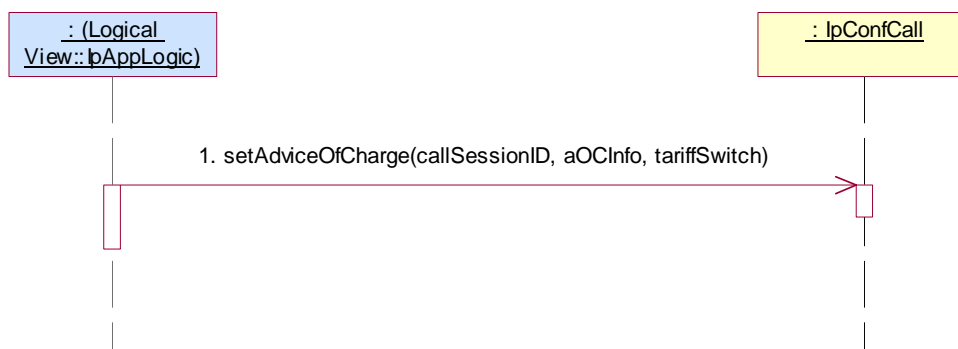 : (Logical
View::IpAppLogic)
: IpConfCall
1. setAdviceOfCharge(callSessionID, aOCInfo, tariffSwitch)